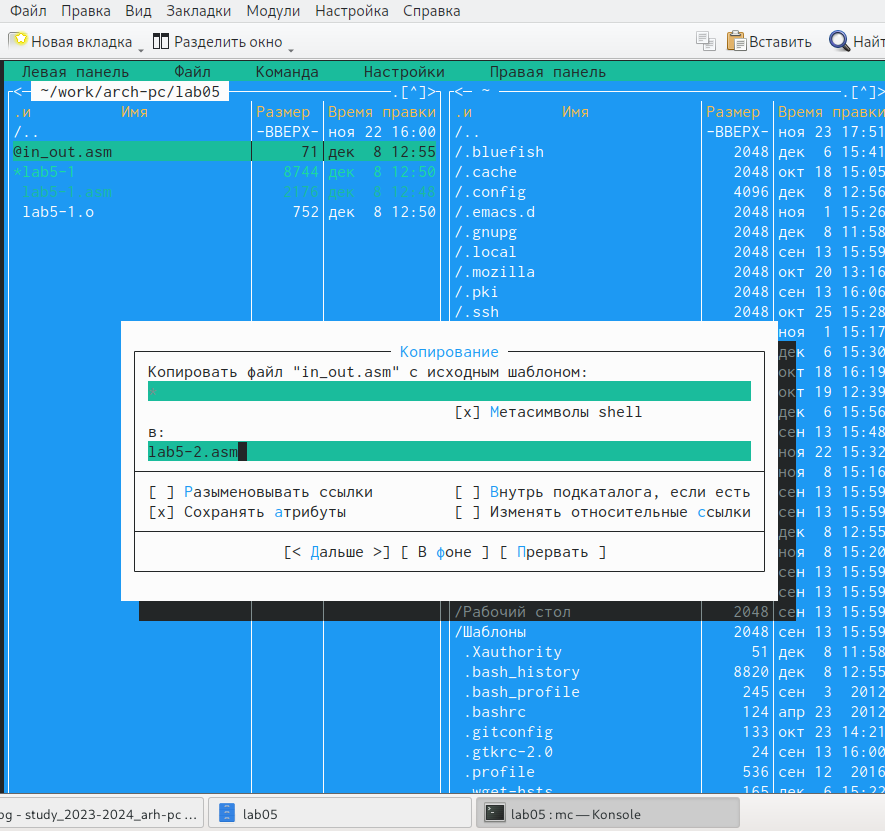 Файл Правка Вид Закладки Модули Настройка Справка
Новая вкладка Разделить окно Вставить Найт
Левая панель Файл Команда Настройки Правая панель
<─ ~/work/arch-pc/lab05 .[^]> <─ ~ .[^]>
.и Имя Размер Время правки .и Имя Размер Время правки
/.. -ВВЕРХ- ноя 22 16:00 /.. -ВВЕРХ- ноя 23 17:51
@in_out.asm 71 дек 8 12:55 /.bluefish 2048 дек 6 15:41
*lab5-1 8744 дек 8 12:50 /.cache 2048 окт 18 15:05
lab5-1.asm 2176 дек 8 12:48 /.config 4096 дек 8 12:56
lab5-1.o 752 дек 8 12:50 /.emacs.d 2048 ноя 1 15:26
/.gnupg 2048 дек 8 11:58
/.local 2048 сен 13 15:59
/.mozilla 2048 окт 20 13:16
/.pki 2048 сен 13 16:06
/.ssh 2048 окт 25 15:28
ноя 1 15:17
Копирование дек 6 15:30
Копировать файл "in_out.asm" с исходным шаблоном: окт 18 16:19
окт 19 12:39
[x] Метасимволы shell дек 6 15:56
в: сен 13 15:48
lab5-2.asm ноя 22 15:32
ноя 8 15:16
[ ] Разыменовывать ссылки [ ] Внутрь подкаталога, если есть сен 13 15:59
[x] Сохранять атрибуты [ ] Изменять относительные ссылки сен 13 15:59
дек 8 12:55
[< Дальше >] [ В фоне ] [ Прервать ] ноя 8 15:20
сен 13 15:59
сен 13 15:59
/Рабочий стол 2048 сен 13 15:59
/Шаблоны 2048 сен 13 15:59
.Xauthority 51 дек 8 11:58
.bash_history 8820 дек 8 12:55
.bash_profile 245 сен 3 2012
.bashrc 124 апр 23 2012
.gitconfig 133 окт 23 14:21
.gtkrc-2.0 24 сен 13 16:00
.profile 536 сен 12 2016
.wget-hsts 165 дек 6 15:22
og - study_2023-2024_arh-pc ... lab05 lab05 : mc — Konsole